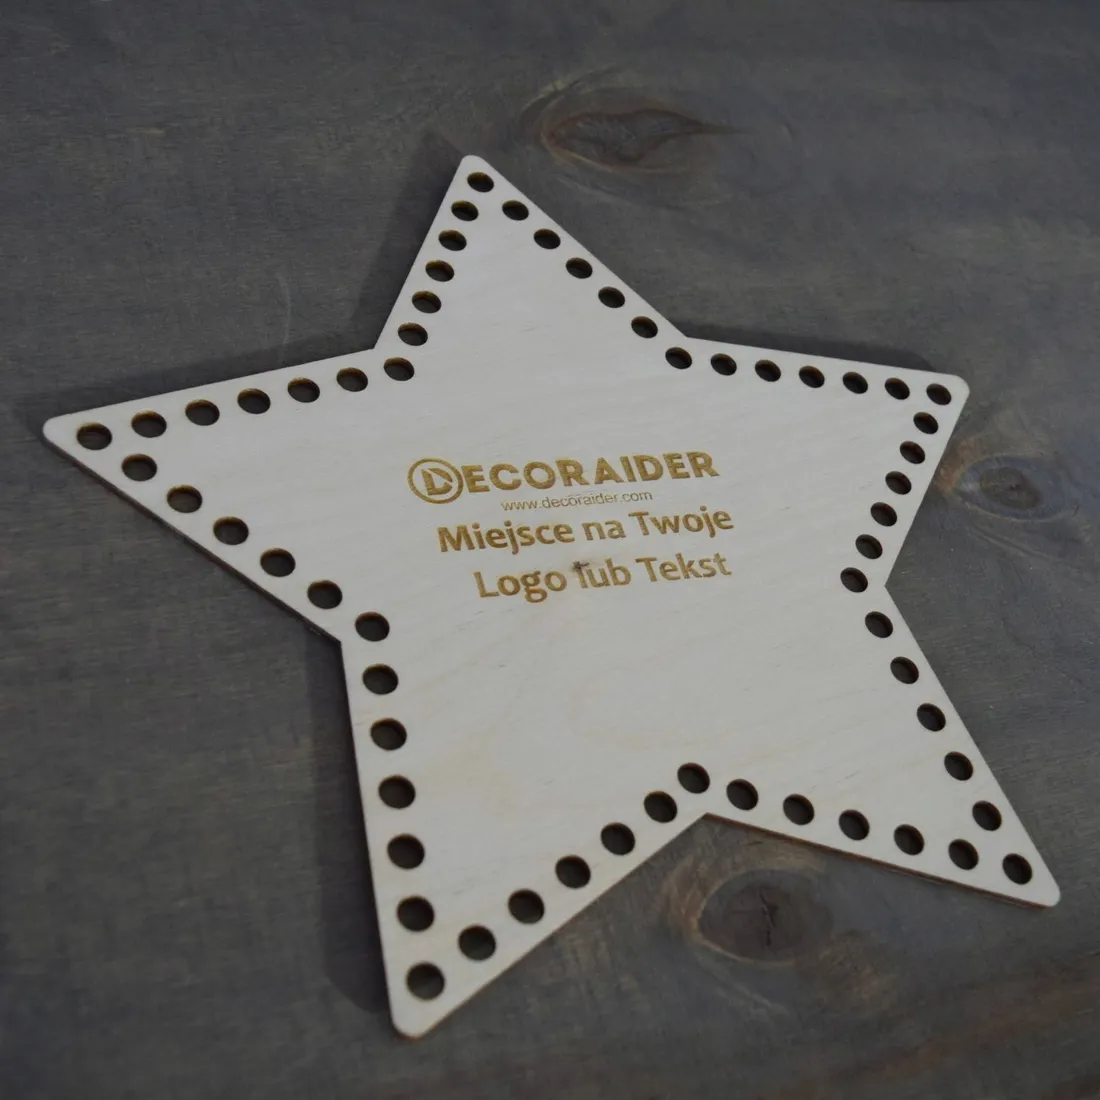 DECORAIDER
www.decoraider.com
Miejsce na Twoje
Logo lub Tekst